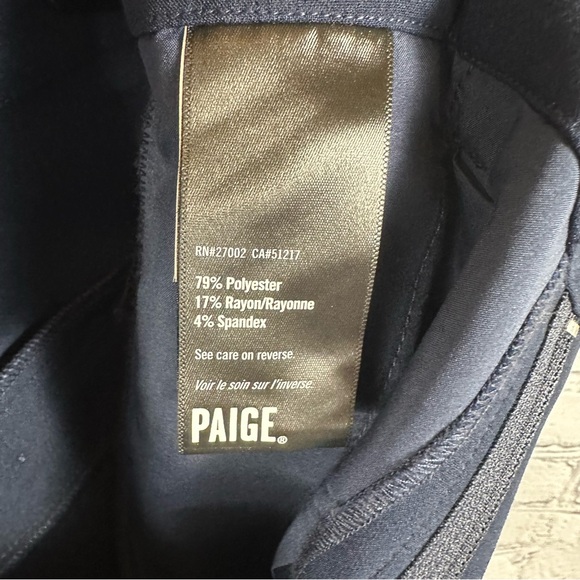 RN#27002 CA#51217
79% Polyester
17% Rayon/Rayonne
4% Spandex
See care on reverse.
Voir le soin sur l'inverse.
PAIGE®